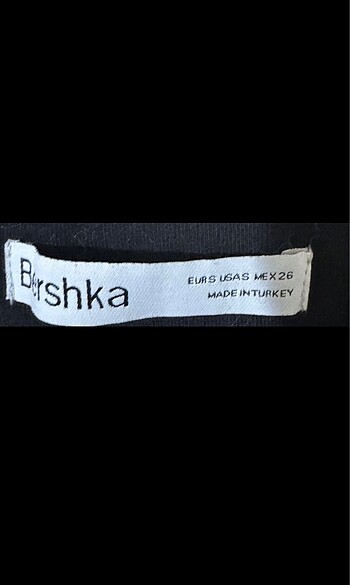 Bershka
EUR S USA S MEX 26
MADE IN TURKEY